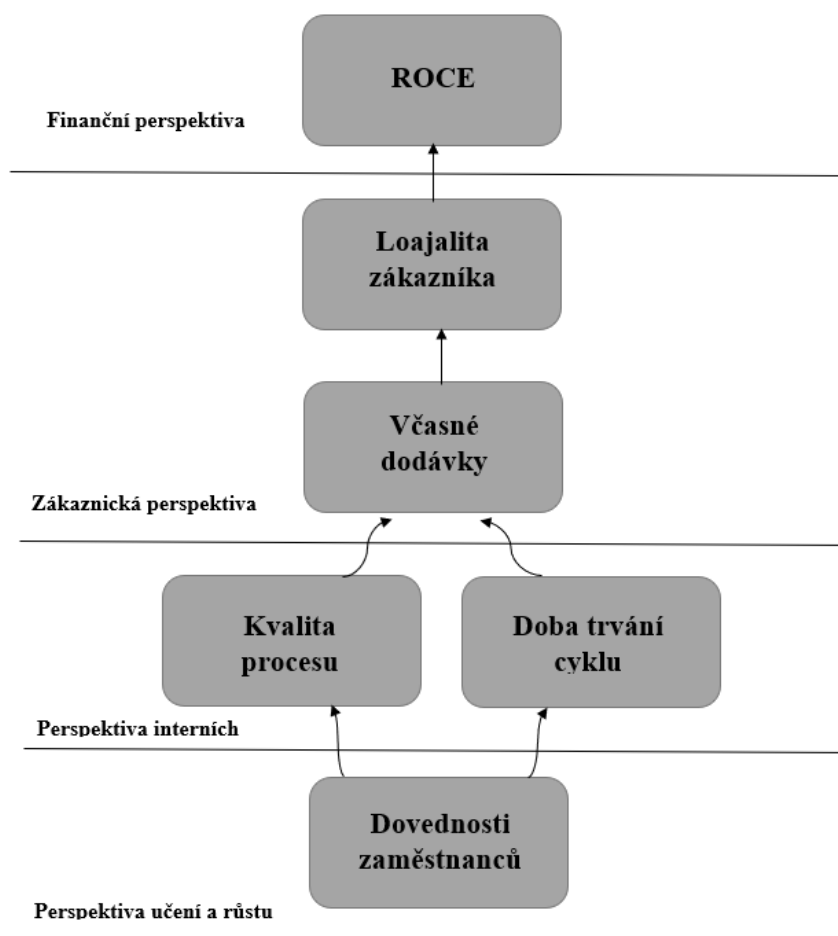 ROCE
Finanční perspektiva
Loajalita
zákazníka
Včasné
dodávky
Zákaznická perspektiva
Kvalita
procesu
Doba trvání
cyklu
Perspektiva interních
Dovednosti
zaměstnanců
Perspektiva učení a růstu